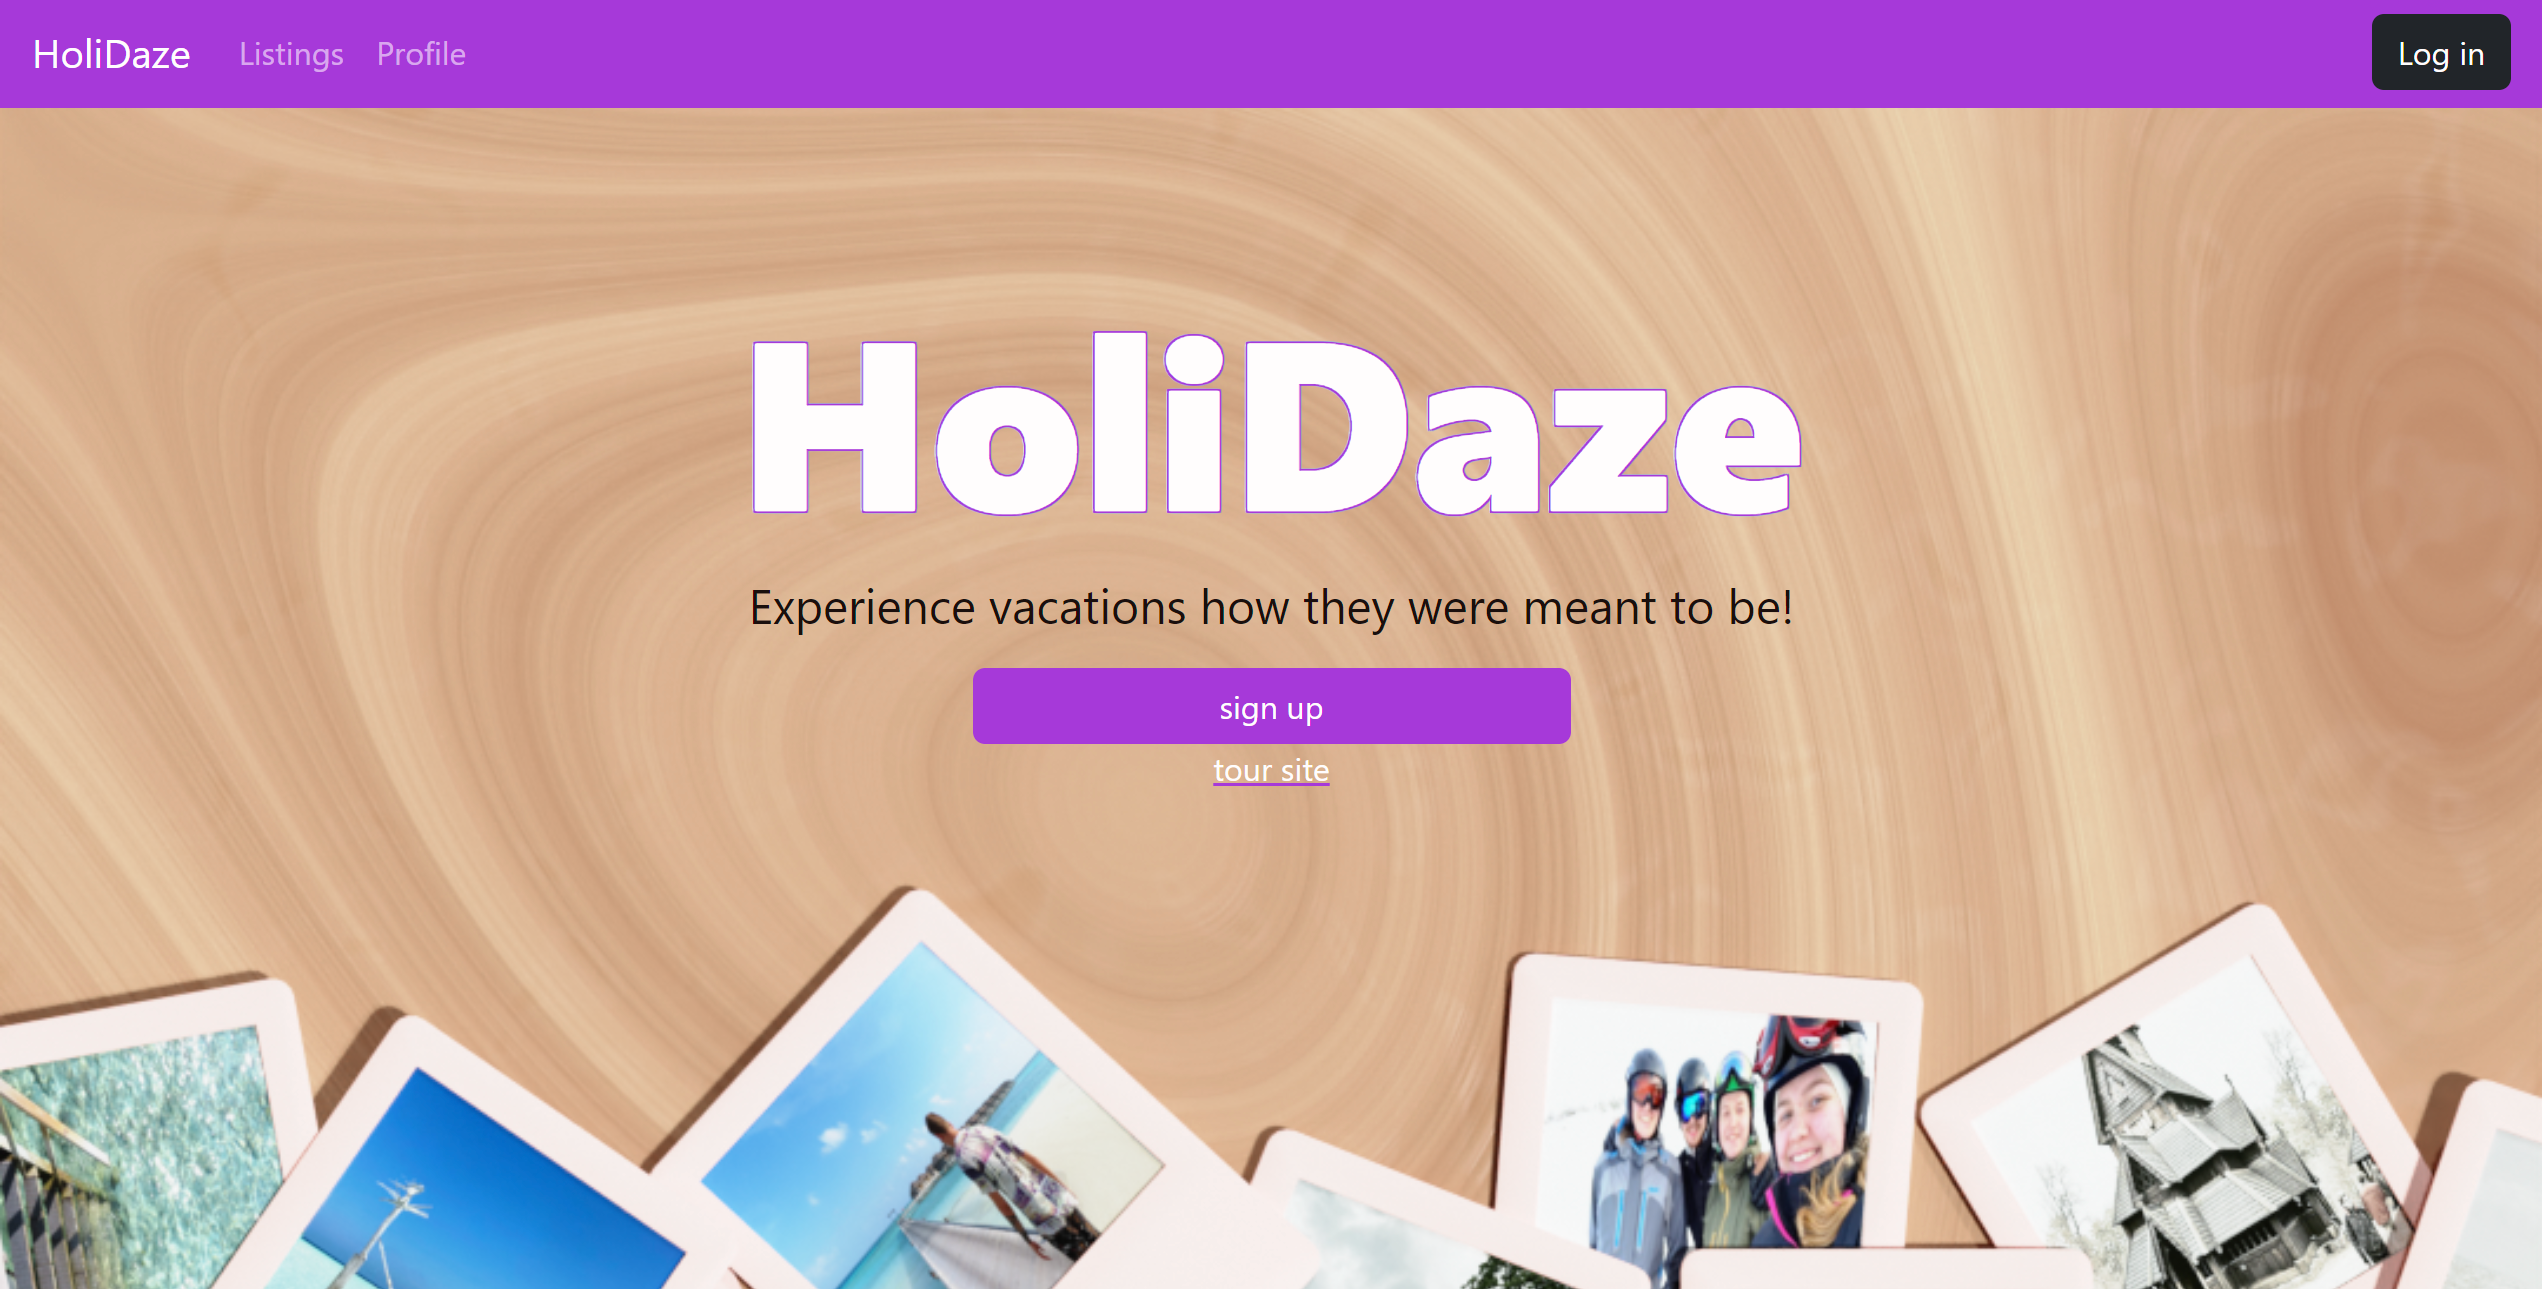 HoliDaze Listings Profile Log in
HoliDaze
Experience vacations how they were meant to be!
sign up
tour site